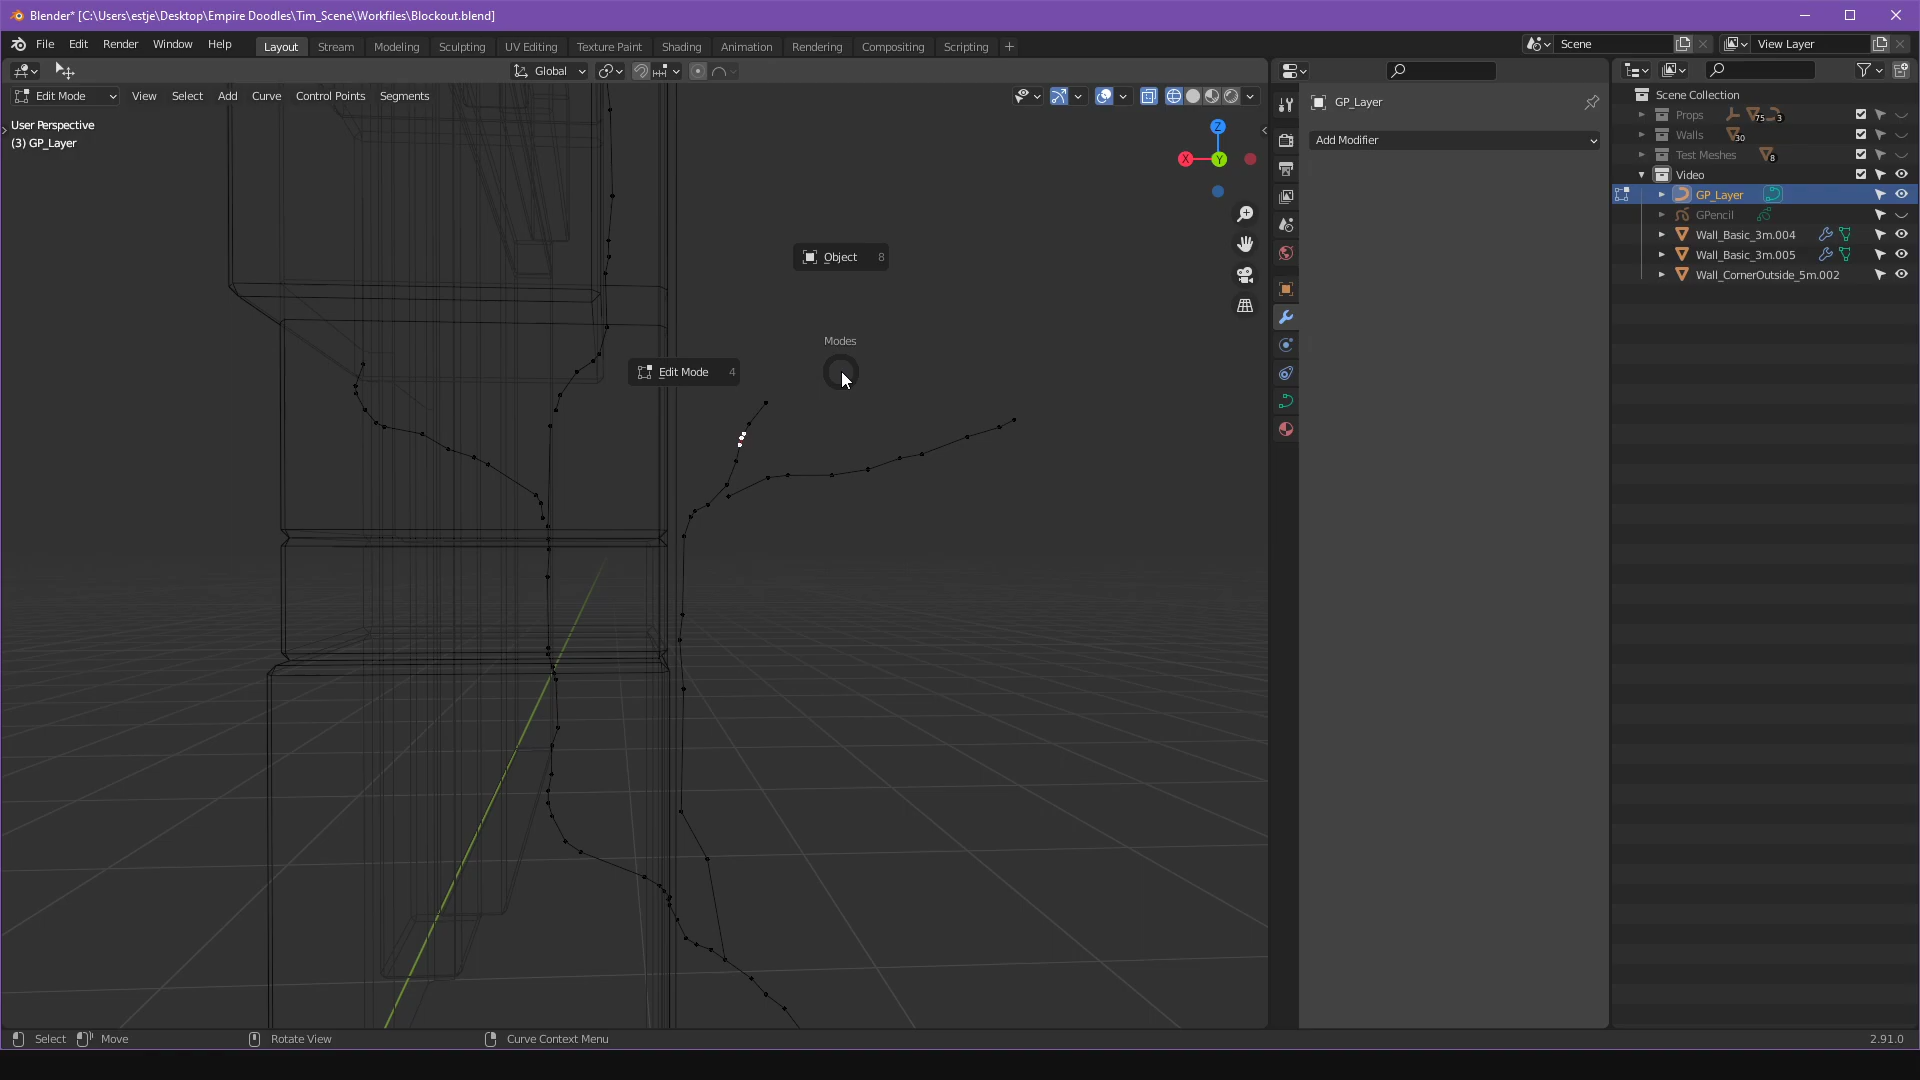 Blender* [C:\Users\estje\Desktop\Empire Doodles\Tim_Scene\Workfiles\Blockout.blend]
File Edit Render Window Help Layout Stream Modeling Sculpting UV Editing Texture Paint Shading Animation Rendering Compositing Scripting + Scene View Layer
Global
Edit Mode View Select Add Curve Control Points Segments
User Perspective
(3) GP_Layer
Z
X
Y
Object 8
Modes
Edit Mode 4
GP_Layer
Add Modifier
Scene Collection
Props 75 3
Walls 30
Test Meshes 8
Video
GP_Layer
GPencil
Wall_Basic_3m.004
Wall_Basic_3m.005
Wall_CornerOutside_5m.002
Select Move Rotate View Curve Context Menu 2.91.0